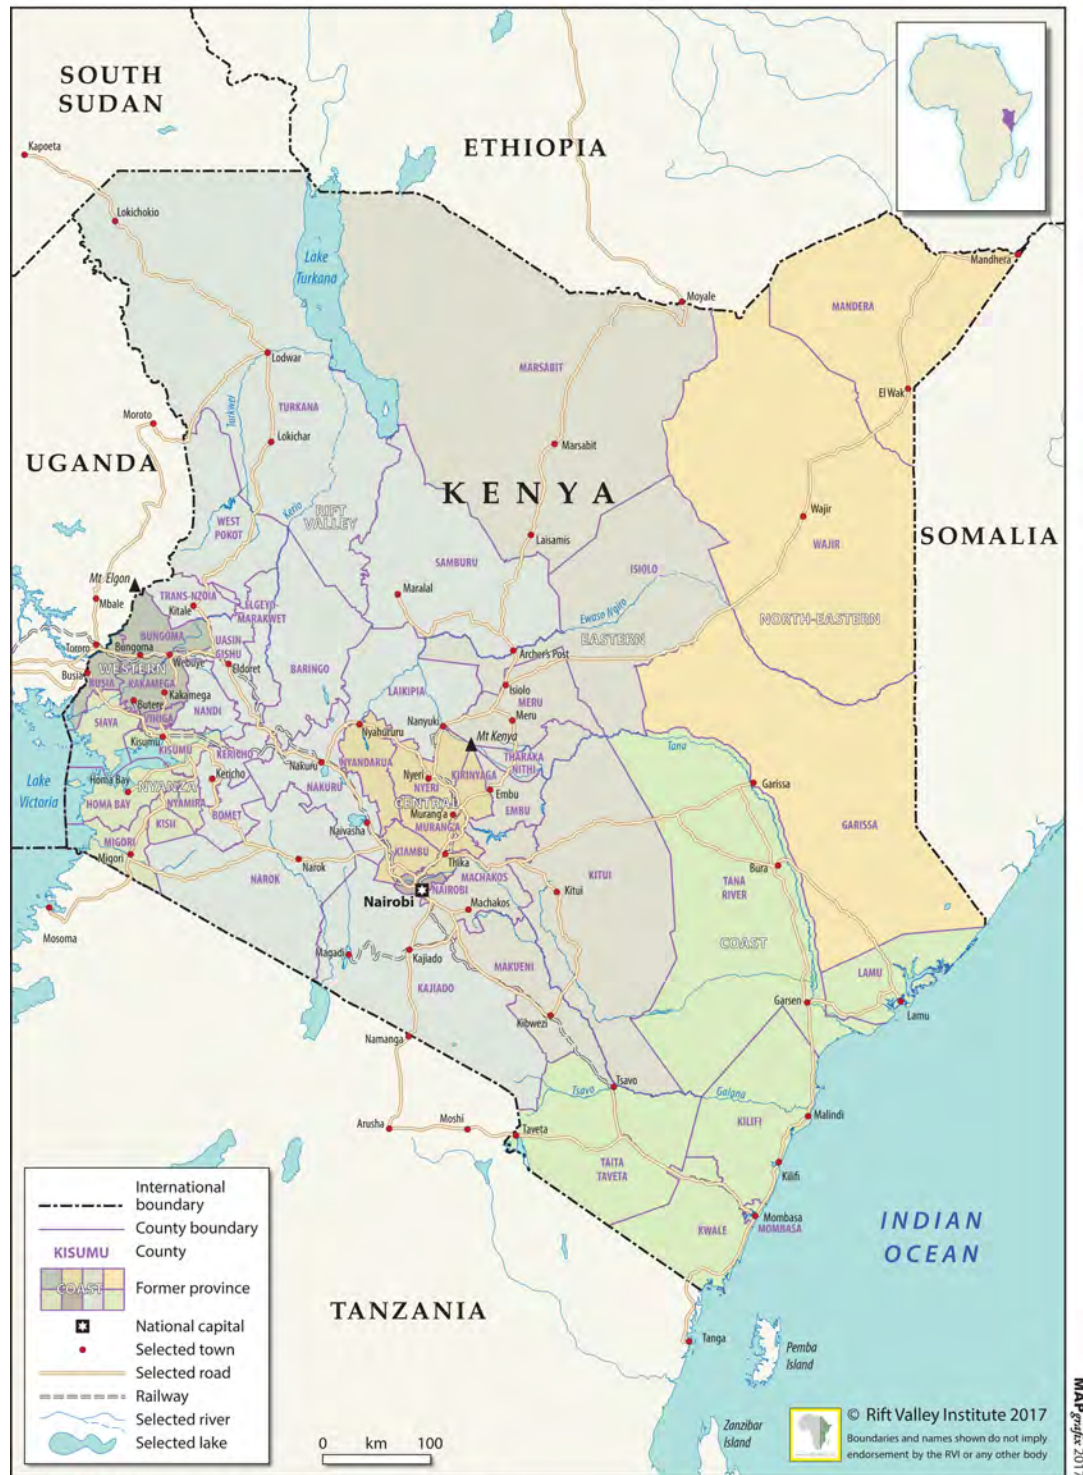 SOUTH
SUDAN
Kapoeta
ETHIOPIA
Lokichokio
Lake
Turkana
Mandhera
Moyale
MANDERA
Lodwar
MARSABIT
El Wak
Turkwel
TURKANA
Moroto
Lokichar
Marsabit
UGANDA
KENYA
Kerio
RIFT
VALLEY
WEST
POKOT
Wajir
SOMALIA
Laisamis
WAJIR
SAMBURU
ISIOLO
Mt Elgon
Mbale
TRANS-NZOIA
Kitale
ELGEYO-
MARAKWET
Maralal
Ewaso Ngiro
NORTH-EASTERN
EASTERN
BUNGOMA
UASIN
GISHU
Tororo
Bungoma
Webuye
Eldoret
BARINGO
Archer's Post
WESTERN
Busia
BUSIA
KAKAMEGA
Kakamega
LAIKIPIA
Isiolo
MERU
Butere
NANDI
SIAYA
VIHIGA
Meru
Nyahururu
Nanyuki
Mt Kenya
Kisumu
KISUMU
KERICHO
THARAKA
NITHI
Tana
Lake
Victoria
Homa Bay
NYANZA
Kericho
Nakuru
NYANDARUA
Nyeri
NYERI
KIRINYAGA
Embu
Garissa
HOMA BAY
NYAMIRA
NAKURU
CENTRAL
EMBU
KISII
BOMET
Murang'a
MURANG'A
Naivasha
GARISSA
MIGORI
Migori
KIAMBU
Thika
Narok
NAROK
MACHAKOS
KITUI
Bura
TANA
RIVER
Nairobi
NAIROBI
Kitui
Machakos
Mosoma
COAST
Magadi
Kajiado
MAKUENI
LAMU
KAJIADO
Garsen
Lamu
Kibwezi
Namanga
Tsavo
Tsavo
Galana
Arusha
Moshi
Taveta
Malindi
KILIFI
TAITA
TAVETA
Kilifi
Mombasa
MOMBASA
KWALE
INDIAN
OCEAN
TANZANIA
Tanga
Pemba
Island
Zanzibar
Island
International
boundary
County boundary
KISUMU
County
COAST
Former province
National capital
Selected town
Selected road
Railway
Selected river
Selected lake
0 km 100
© Rift Valley Institute 2017
Boundaries and names shown do not imply
endorsement by the RVI or any other body
MAPgrafix 2017